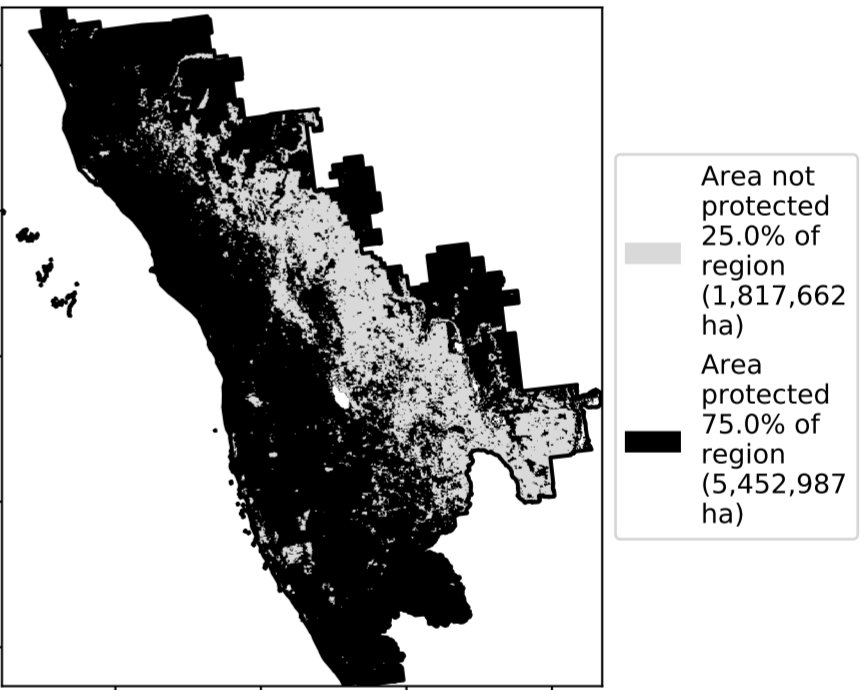 Area not
protected
25.0% of
region
(1,817,662
ha)
Area
protected
75.0% of
region
(5,452,987
ha)